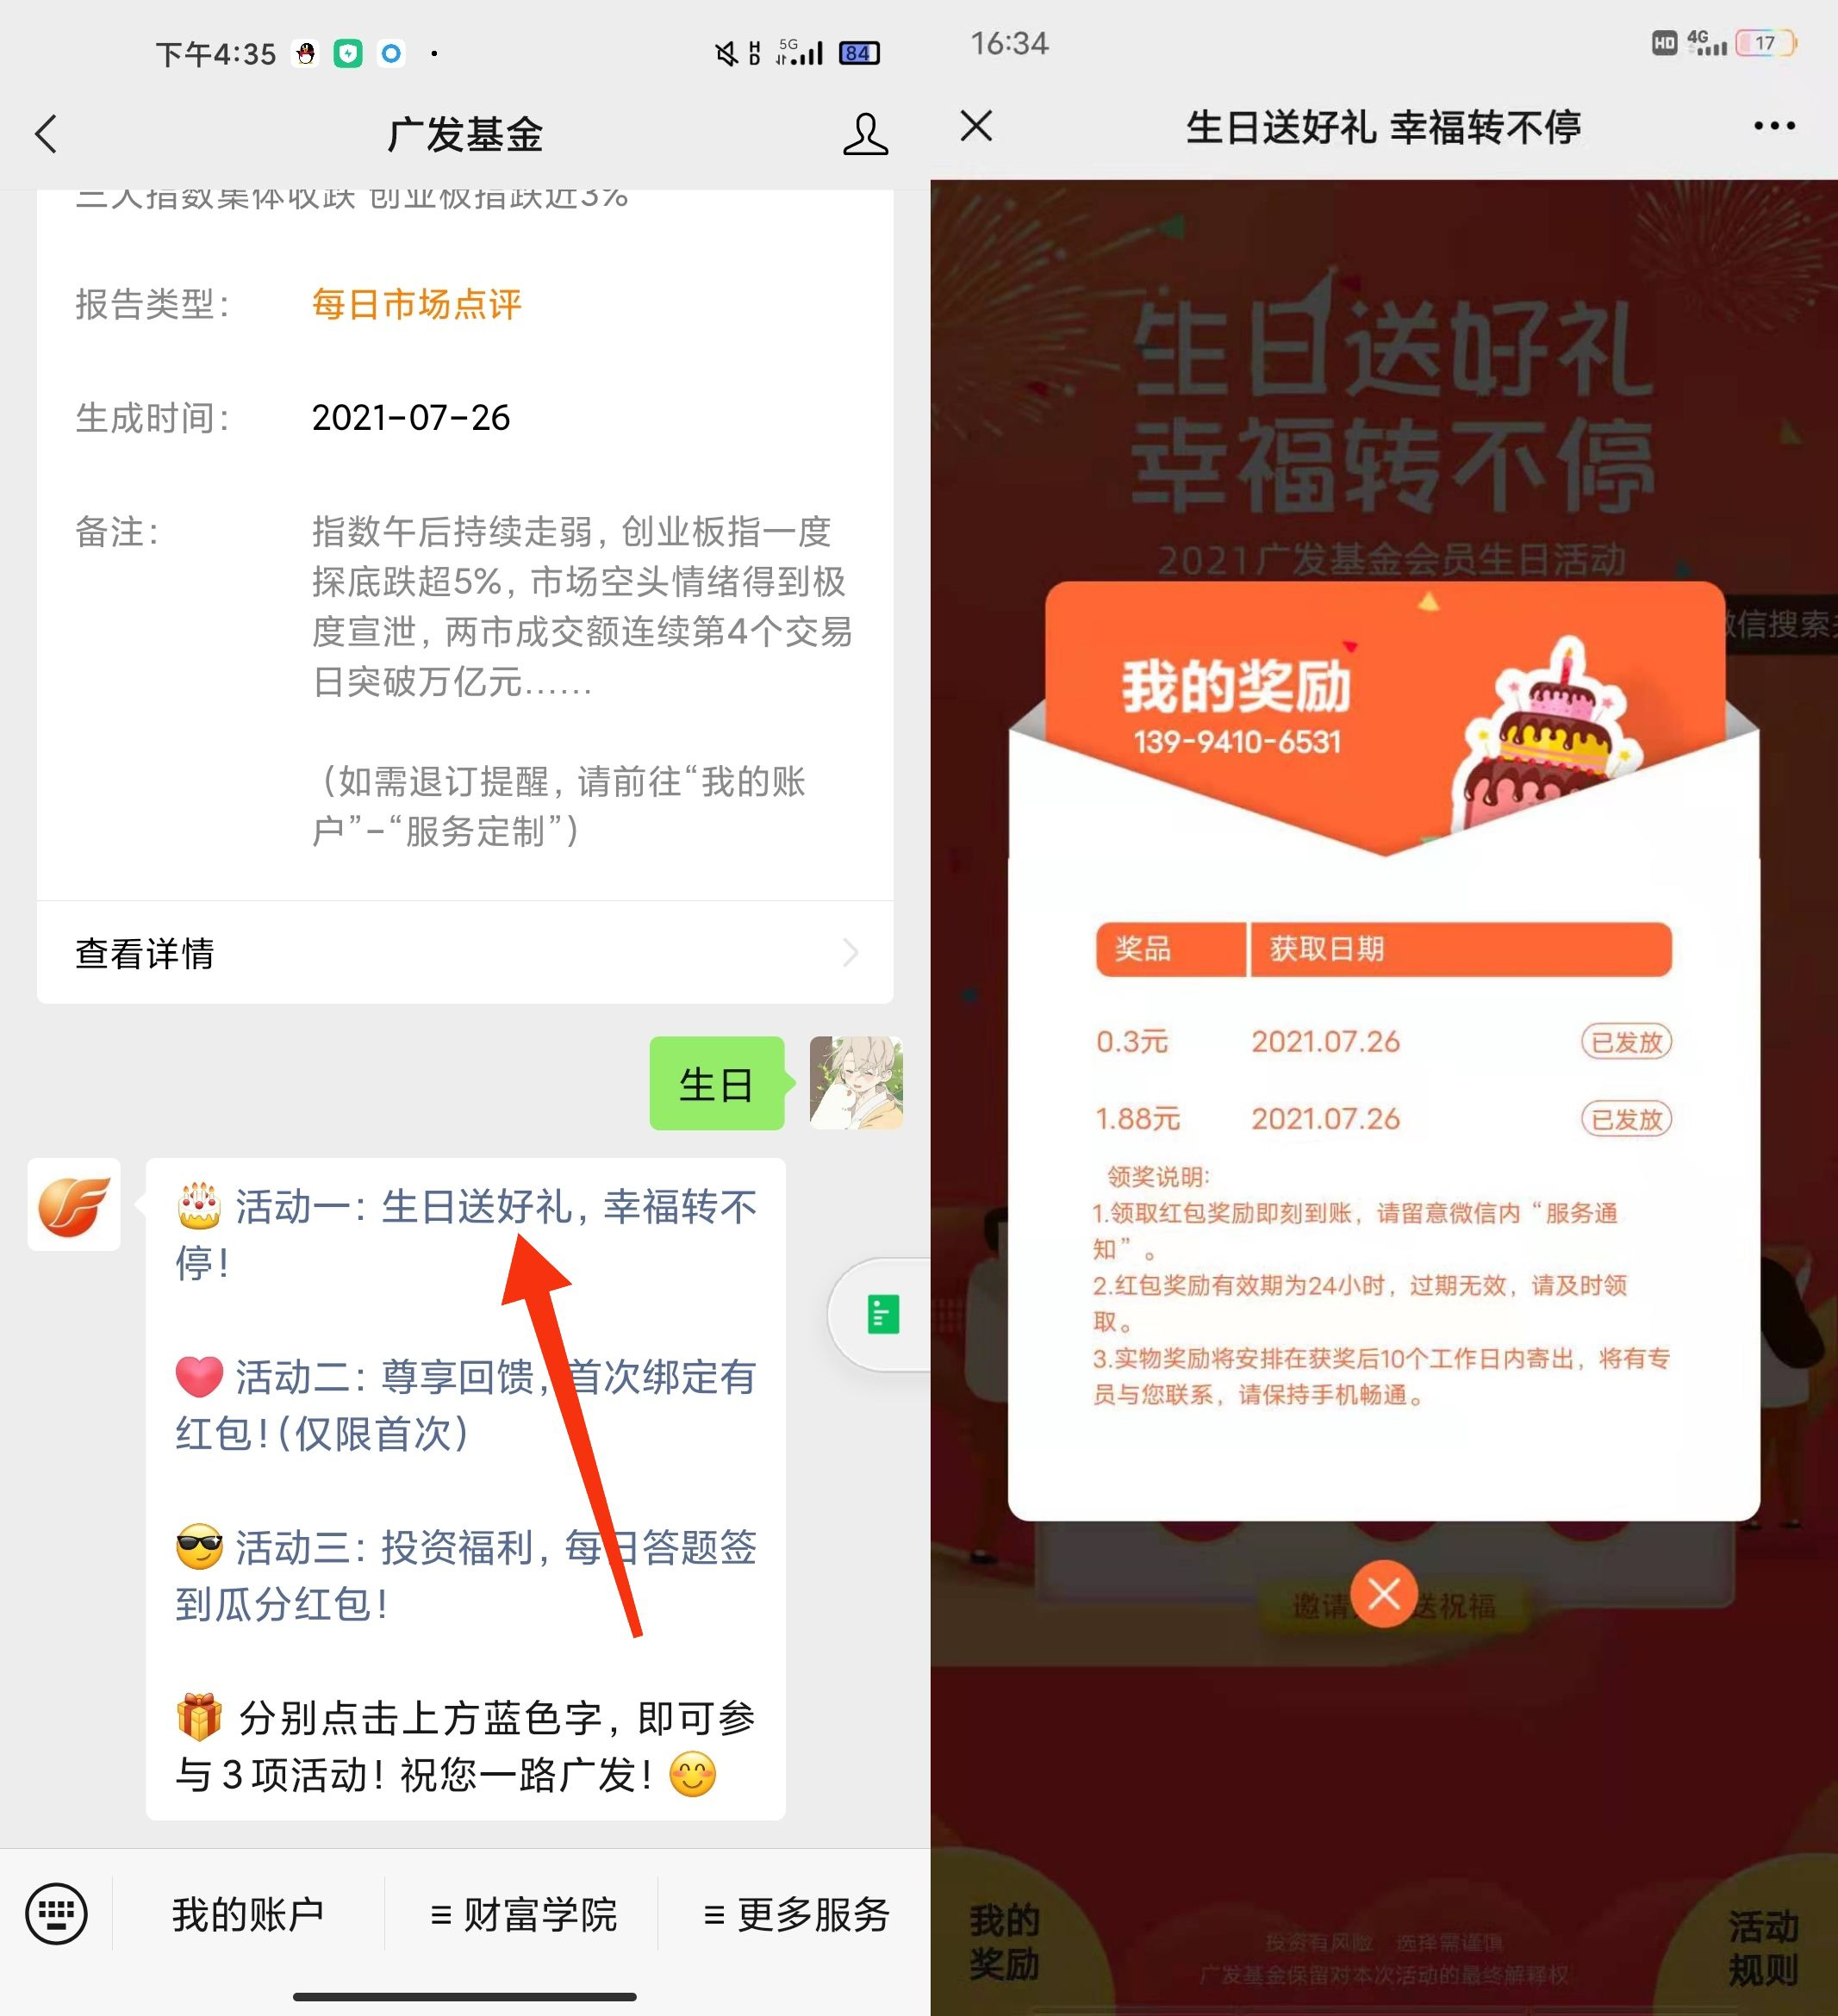 下午4:35
HD
5G
84
广发基金
三大指数集体收跌 创业板指跌近3%
报告类型：
每日市场点评
生成时间：
2021-07-26
备注：
指数午后持续走弱，创业板指一度
探底跌超5%，市场空头情绪得到极
度宣泄，两市成交额连续第4个交易
日突破万亿元……
（如需退订提醒，请前往“我的账
户”-“服务定制”）
查看详情
生日
活动一：生日送好礼，幸福转不
停！
活动二：尊享回馈，首次绑定有
红包！（仅限首次）
活动三：投资福利，每日答题签
到瓜分红包！
分别点击上方蓝色字，即可参
与3项活动！祝您一路广发！
我的账户
财富学院
更多服务
16:34
HD
4G
17
生日送好礼 幸福转不停
生日送好礼
幸福转不停
2021广发基金会员生日活动
微信搜索
我的奖励
139-9410-6531
奖品
获取日期
0.3元
2021.07.26
已发放
1.88元
2021.07.26
已发放
领奖说明:
1.领取红包奖励即刻到账，请留意微信内“服务通
知”。
2.红包奖励有效期为24小时，过期无效，请及时领
取。
3.实物奖励将安排在获奖后10个工作日内寄出，将有专
员与您联系，请保持手机畅通。
邀请
送祝福
我的
奖励
投资有风险 选择需谨慎
广发基金保留对本次活动的最终解释权
活动
规则